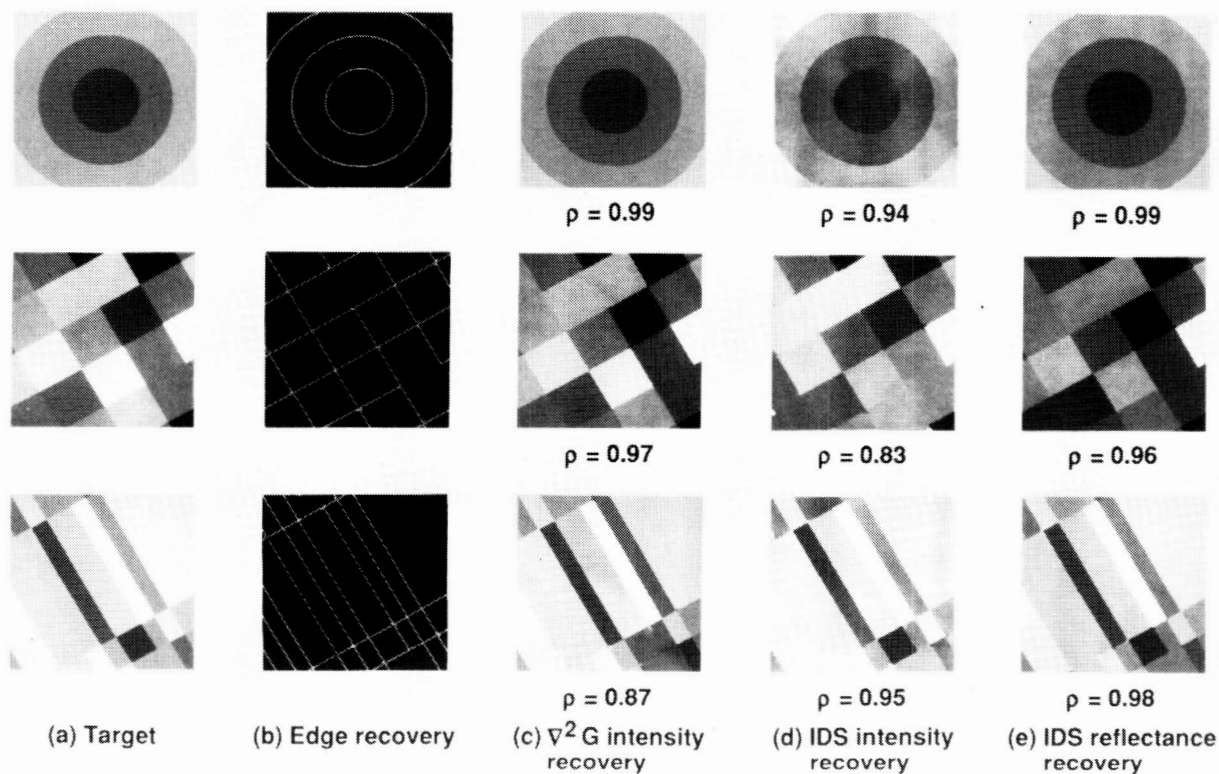 ρ = 0.99
ρ = 0.94
ρ = 0.99
ρ = 0.97
ρ = 0.83
ρ = 0.96
ρ = 0.87
ρ = 0.95
ρ = 0.98
(a) Target
(b) Edge recovery
(c) ∇² G intensity
recovery
(d) IDS intensity
recovery
(e) IDS reflectance
recovery